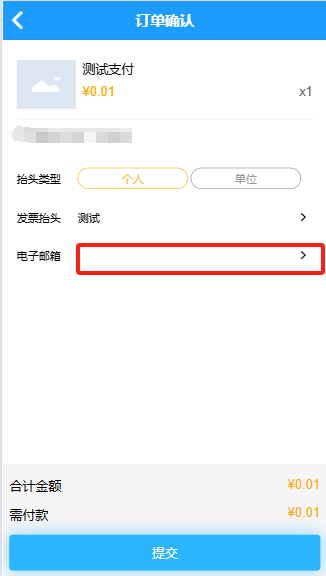 订单确认
测试支付
¥0.01 x1
抬头类型 个人 单位
发票抬头 测试
电子邮箱
合计金额 ¥0.01
需付款 ¥0.01
提交